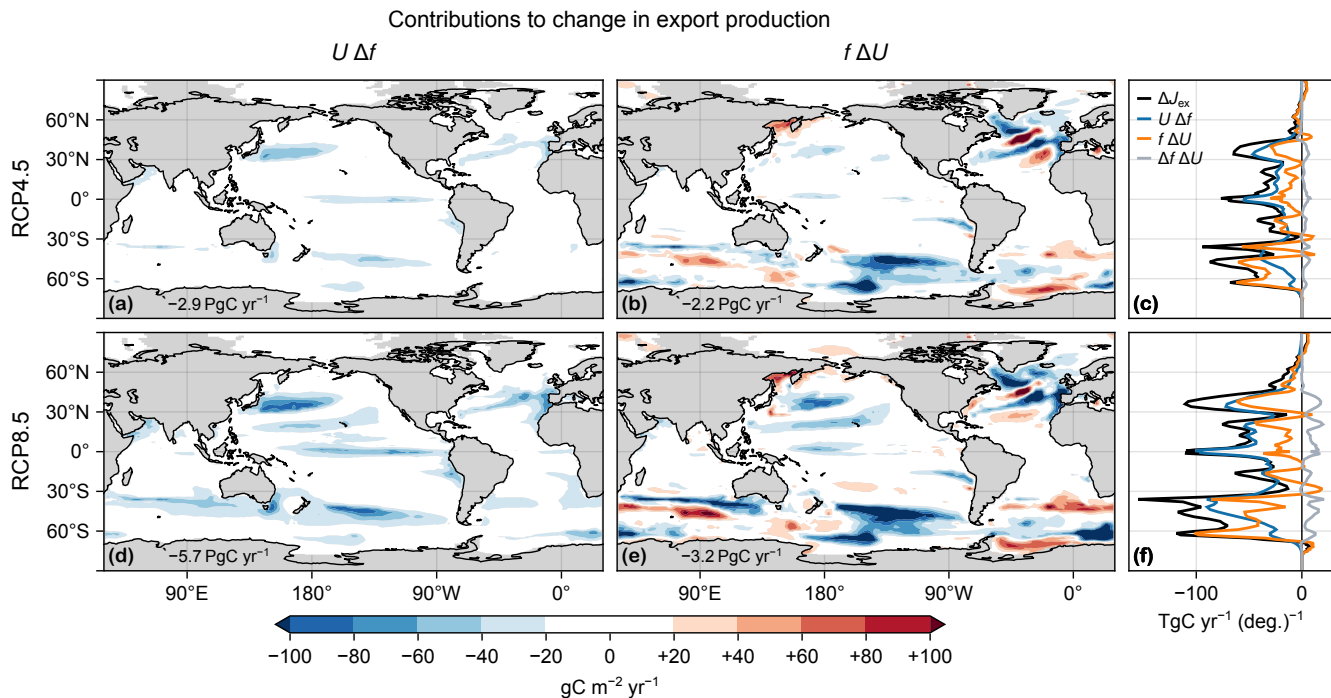 Contributions to change in export production
U Δf
f ΔU
RCP4.5
60°N
30°N
0°
30°S
60°S
(a) −2.9 PgC yr⁻¹
(b) −2.2 PgC yr⁻¹
ΔJex
U Δf
f ΔU
Δf ΔU
(c)
RCP8.5
60°N
30°N
0°
30°S
60°S
(d) −5.7 PgC yr⁻¹
(e) −3.2 PgC yr⁻¹
(f)
90°E 180° 90°W 0°
90°E 180° 90°W 0°
−100 0
TgC yr⁻¹ (deg.)⁻¹
−100 −80 −60 −40 −20 0 +20 +40 +60 +80 +100
gC m⁻² yr⁻¹